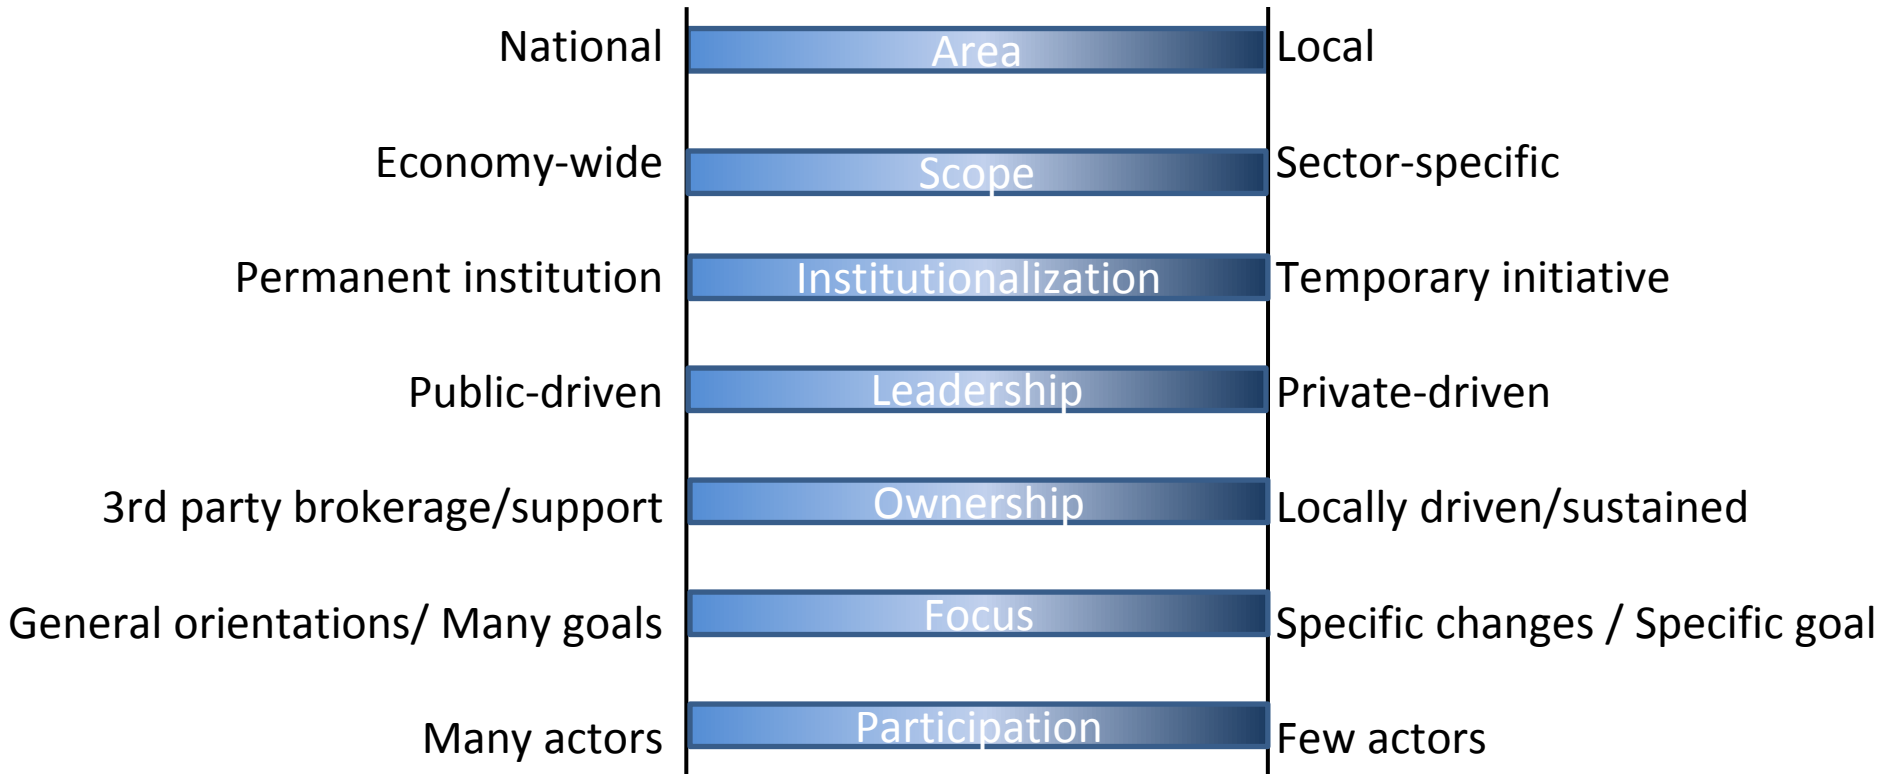 National Area Local
Economy-wide Scope Sector-specific
Permanent institution Institutionalization Temporary initiative
Public-driven Leadership Private-driven
3rd party brokerage/support Ownership Locally driven/sustained
General orientations/ Many goals Focus Specific changes / Specific goal
Many actors Participation Few actors